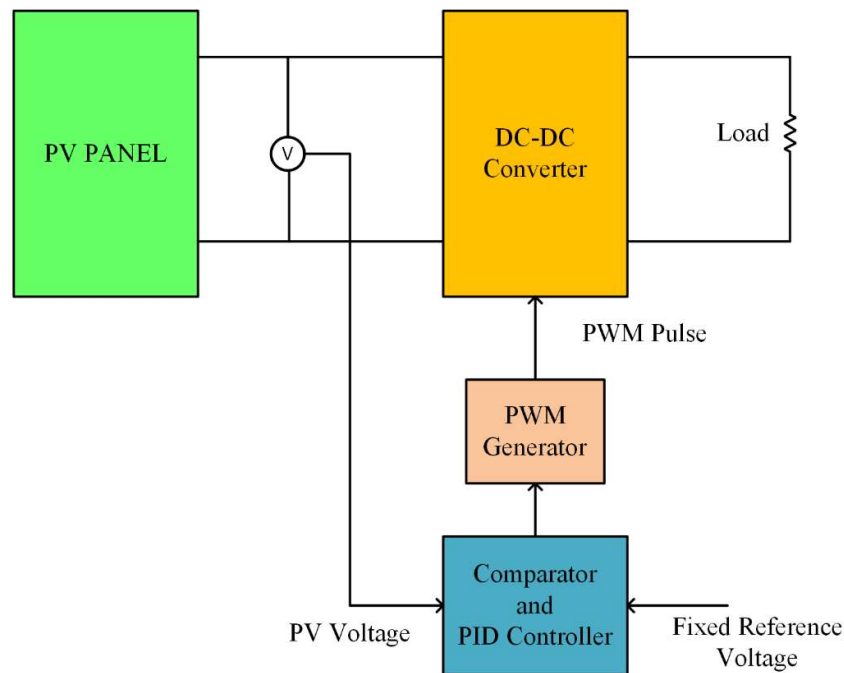 PV PANEL
V
DC-DC
Converter
Load
PWM Pulse
PWM
Generator
Comparator
and
PID Controller
PV Voltage
Fixed Reference
Voltage